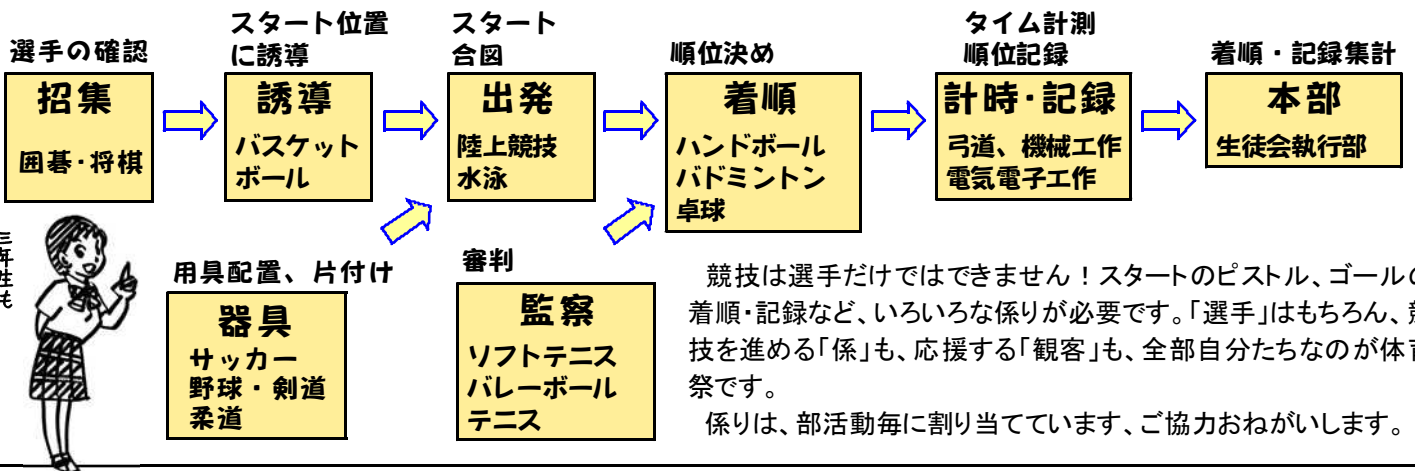 選手の確認
招集
囲碁･将棋
スタート位置
に誘導
誘導
バスケット
ボール
スタート
合図
出発
陸上競技
水泳
順位決め
着順
ハンドボール
バドミントン
卓球
タイム計測
順位記録
計時･記録
弓道、機械工作
電気電子工作
着順・記録集計
本部
生徒会執行部
用具配置、片付け
器具
サッカー
野球・剣道
柔道
審判
監察
ソフトテニス
バレーボール
テニス
競技は選手だけではできません！スタートのピストル、ゴールの
着順・記録など、いろいろな係りが必要です。「選手」はもちろん、
技を進める「係」も、応援する「観客」も、全部自分たちなのが体
祭です。
係りは、部活動毎に割り当てています、ご協力おねがいします。